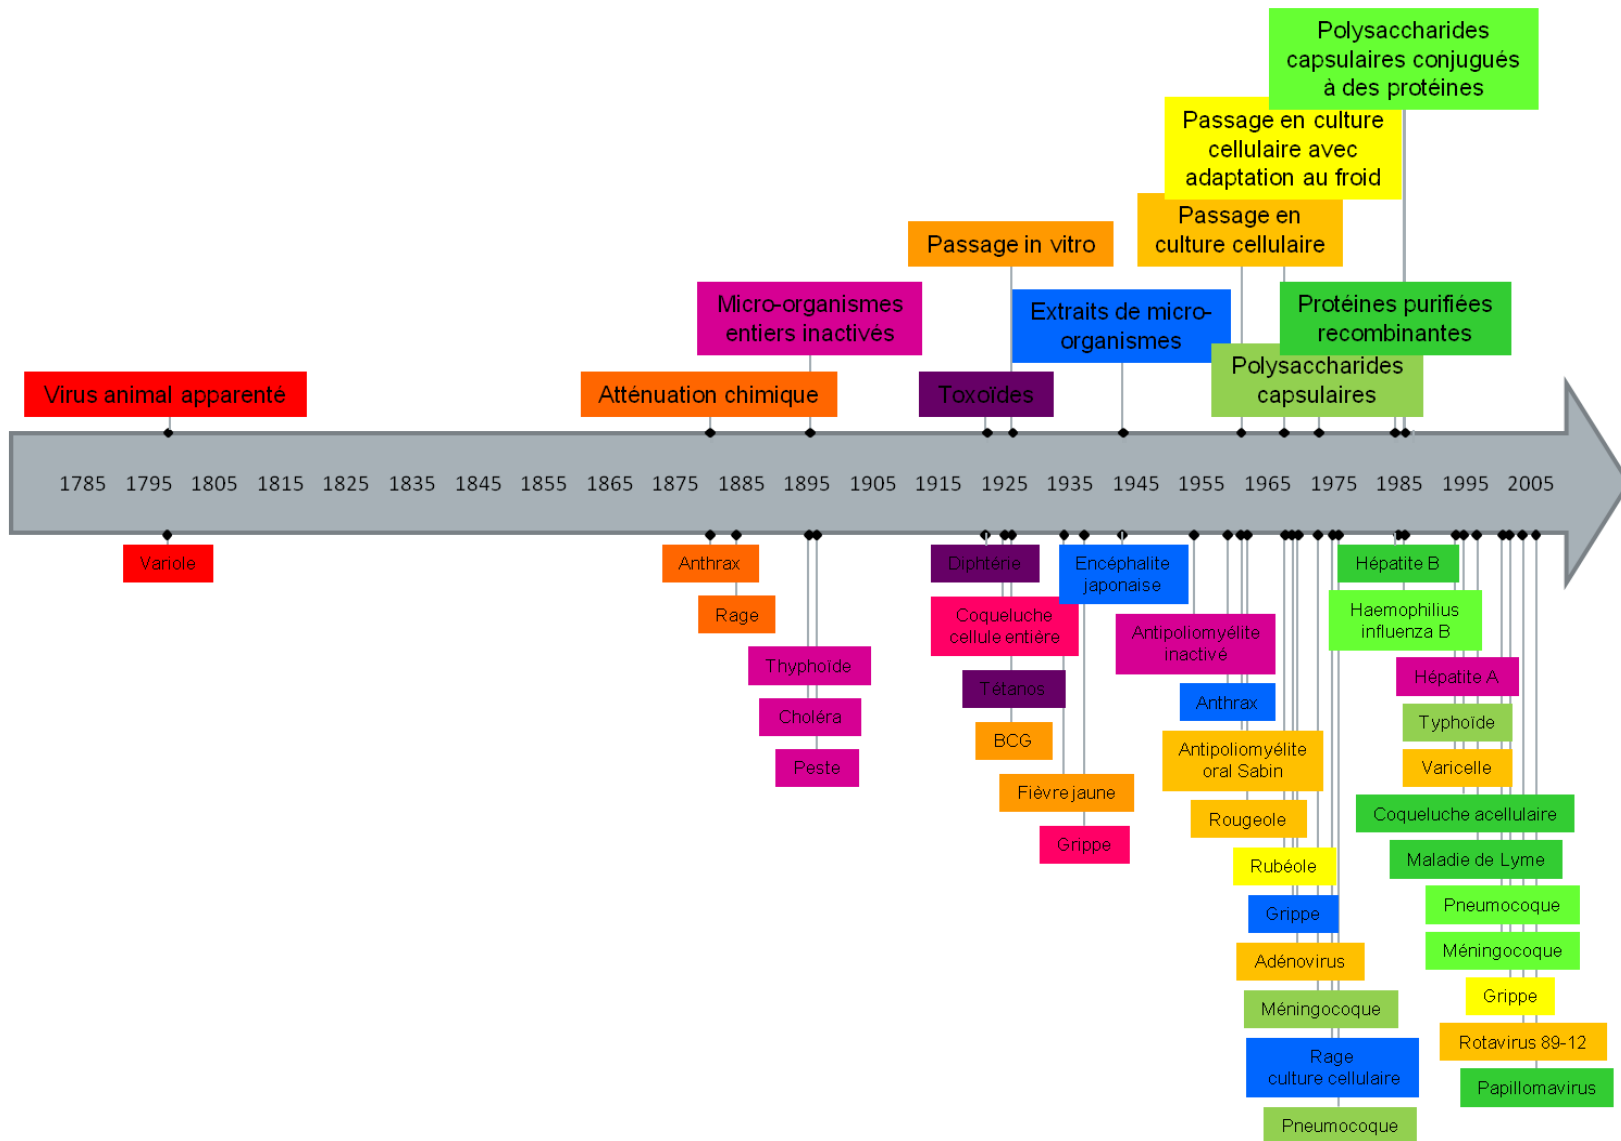 Polysaccharides
capsulaires conjugués
à des protéines
Passage en culture
cellulaire avec
adaptation au froid
Passage en
culture cellulaire
Passage in vitro
Micro-organismes
entiers inactivés
Extraits de micro-
organismes
Protéines purifiées
recombinantes
Polysaccharides
capsulaires
Virus animal apparenté
Atténuation chimique
Toxoïdes
1785 1795 1805 1815 1825 1835 1845 1855 1865 1875 1885 1895 1905 1915 1925 1935 1945 1955 1965 1975 1985 1995 2005
Variole
Anthrax
Rage
Thyphoïde
Choléra
Peste
Diphtérie
Coqueluche
cellule entière
Tétanos
BCG
Fièvre jaune
Grippe
Encéphalite
japonaise
Antipoliomyélite
inactivé
Anthrax
Antipoliomyélite
oral Sabin
Rougeole
Rubéole
Grippe
Adénovirus
Méningocoque
Rage
culture cellulaire
Pneumocoque
Hépatite B
Haemophilius
influenza B
Hépatite A
Typhoïde
Varicelle
Coqueluche acellulaire
Maladie de Lyme
Pneumocoque
Méningocoque
Grippe
Rotavirus 89-12
Papillomavirus